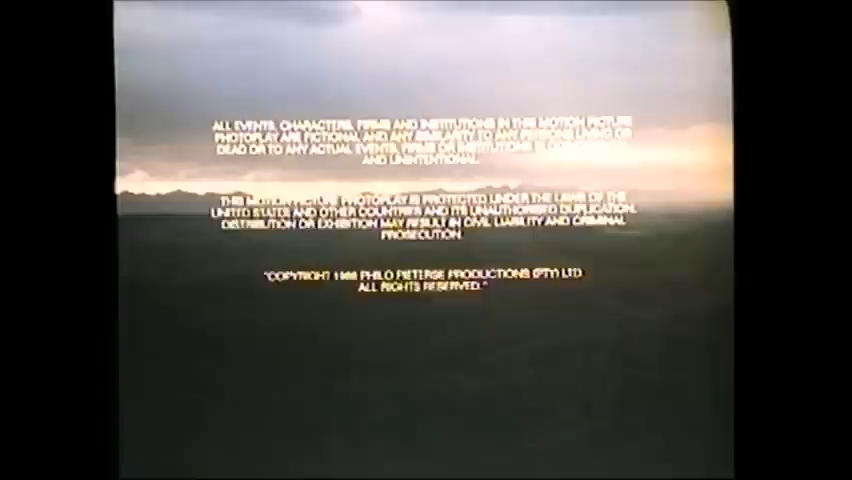 ALL EVENTS, CHARACTERS, FIRMS AND INSTITUTIONS IN THIS MOTION PICTURE
PHOTOPLAY ARE FICTIONAL AND ANY SIMILARITY TO ANY PERSONS LIVING OR
DEAD OR TO ANY ACTUAL EVENTS, FIRMS OR INSTITUTIONS IS COINCIDENTAL
AND UNINTENTIONAL.
THIS MOTION PICTURE PHOTOPLAY IS PROTECTED UNDER THE LAWS OF THE
UNITED STATES AND OTHER COUNTRIES AND ITS UNAUTHORISED DUPLICATION,
DISTRIBUTION OR EXHIBITION MAY RESULT IN CIVIL LIABILITY AND CRIMINAL
PROSECUTION.
"COPYRIGHT PHILO PIETERSE PRODUCTIONS (PTY) LTD
ALL RIGHTS RESERVED."